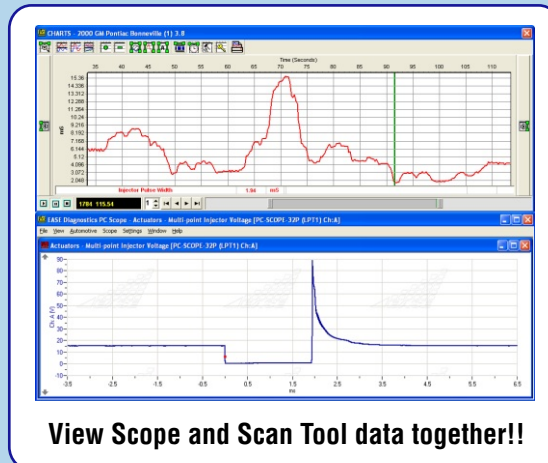 CHARTS - 2000 GM Pontiac Bonneville (1) 3.8
Time (Seconds)
35 40 45 50 55 60 65 70 75 80 85 90 95 100 105 110
15.36
14.336
13.312
12.288
11.264
10.24
9.216
8.192
7.168
6.144
5.12
4.096
3.072
2.048
mS
Injector Pulse Width 1.84 mS
1784 115.54 1
EASE Diagnostics PC Scope - Actuators - Multi-point Injector Voltage [PC-SCOPE-32P (LPT1) Ch:A]
File View Automotive Scope Settings Window Help
Actuators - Multi-point Injector Voltage [PC-SCOPE-32P (LPT1) Ch:A]
Ch: A (V)
90
80
70
60
50
40
30
20
10
0
-10
-3.5 -2.5 -1.5 -0.5 0.5 1.5 2.5 3.5 4.5 5.5 6.5
ms
View Scope and Scan Tool data together!!